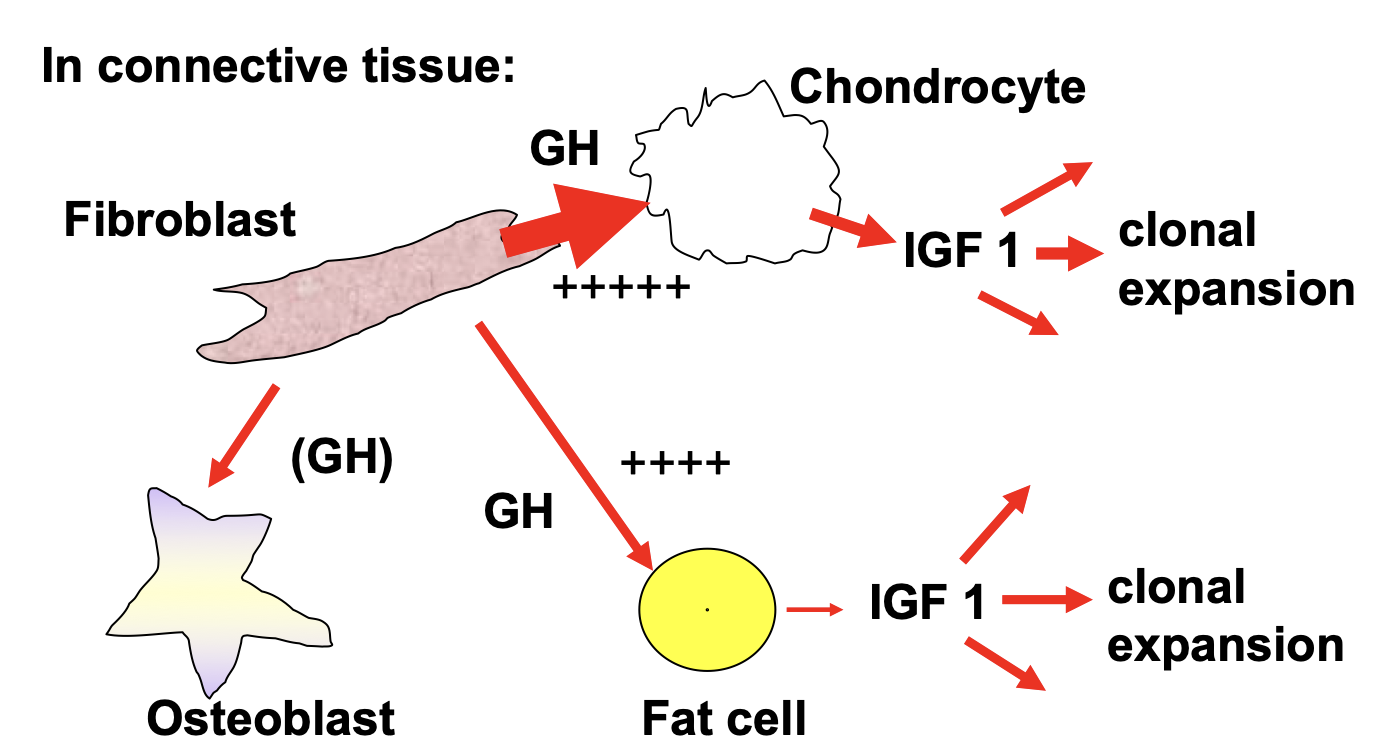 In connective tissue:
Chondrocyte
GH
Fibroblast
+++++
IGF 1
clonal
expansion
(GH)
++++
GH
IGF 1
clonal
expansion
Osteoblast
Fat cell